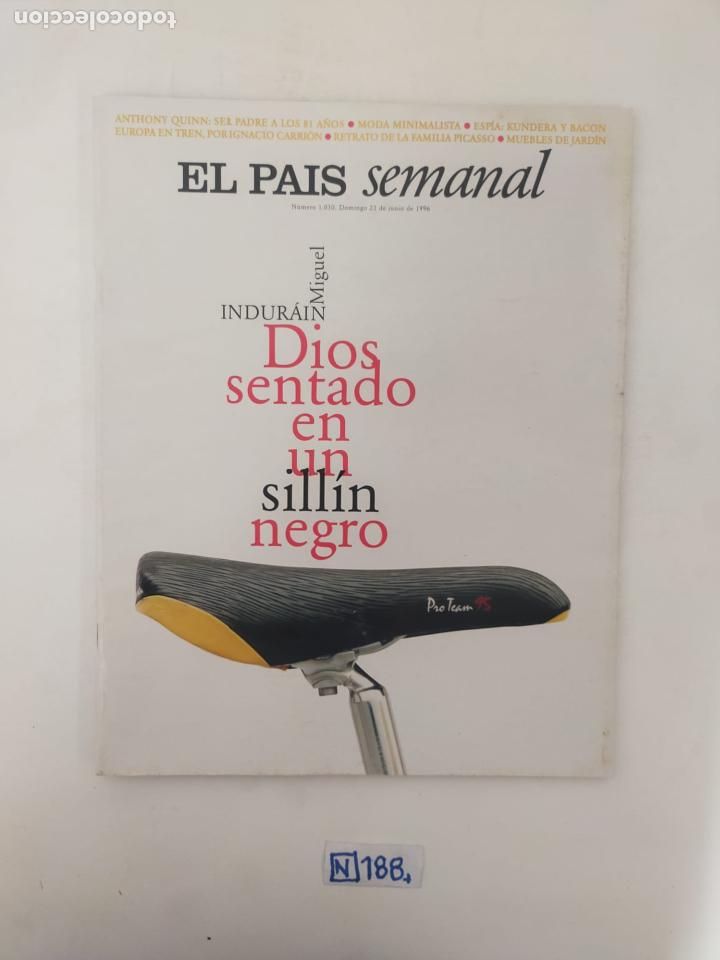 todocoleccion
ANTHONY QUINN: SER PADRE A LOS 81 AÑOS ● MODA MINIMALISTA ● ESPÍA: KUNDERA Y BACON
EUROPA EN TREN, POR IGNACIO CARRIÓN ● RETRATO DE LA FAMILIA PICASSO ● MUEBLES DE JARDÍN
EL PAIS semanal
Número 1.030. Domingo 23 de junio de 1996
Miguel
INDURÁIN
Dios
sentado
en
un
sillín
negro
Pro Team 95
N 188